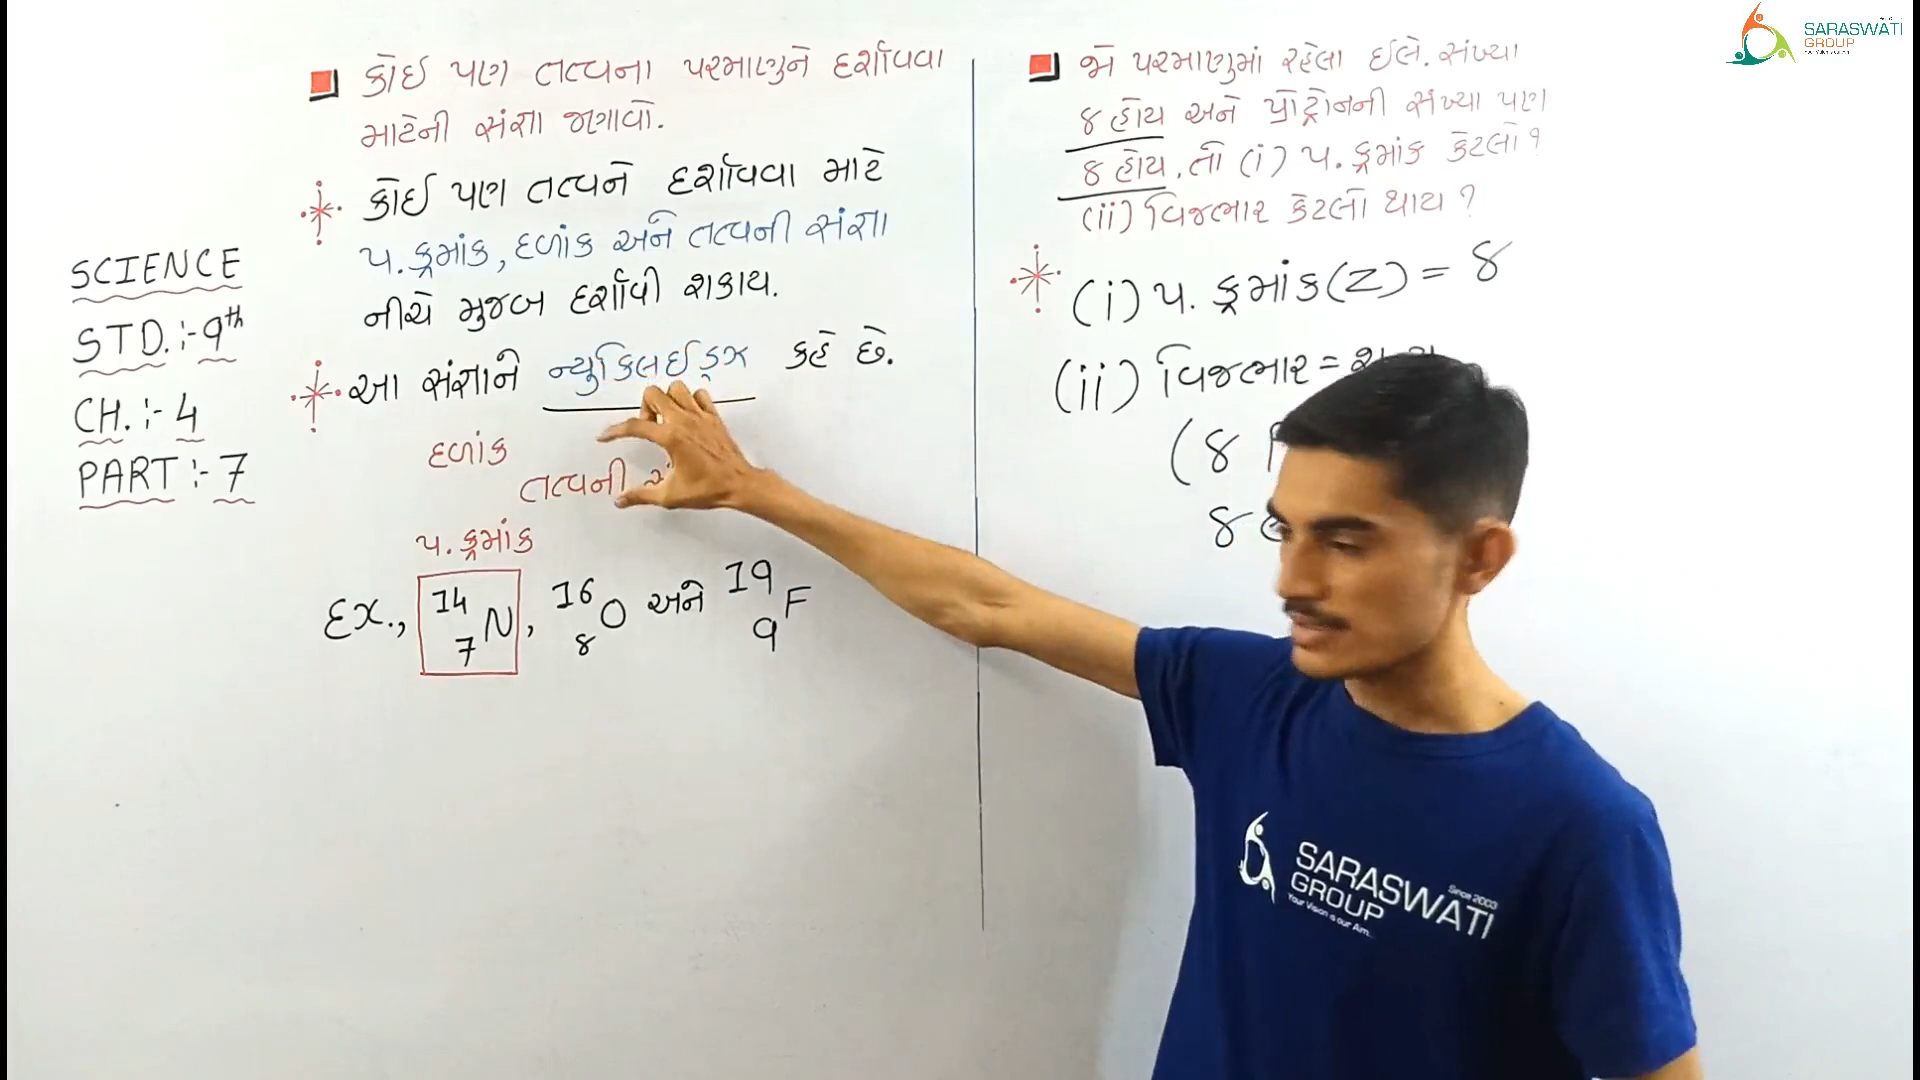 SCIENCE
STD. :- 9th
CH. :- 4
PART :- 7
કોઈ પણ તત્વના પરમાણુને દર્શાવવા
માટેની સંજ્ઞા જણાવો.
કોઈ પણ તત્વને દર્શાવવા માટે
પ. ક્રમાંક, દળાંક અને તત્વની સંજ્ઞા
નીચે મુજબ દર્શાવી શકાય.
આ સંજ્ઞાને ન્યુક્લિઈડ્ઝ કહે છે.
દળાંક
તત્વની
પ. ક્રમાંક
Ex., 14 7 N, 16 8 O અને 19 9 F
જો પરમાણુમાં રહેલા ઈલે. સંખ્યા
8 હોય અને પ્રોટ્રોનની સંખ્યા પણ
8 હોય. તો (i) પ. ક્રમાંક કેટલો ?
(ii) વિજભાર કેટલો થાય ?
(i) પ. ક્રમાંક(Z) = 8
(ii) વિજભાર =
(8
8
SARASWATI
GROUP
SARASWATI
GROUP
Since 2003
Your Vision is our Aim...